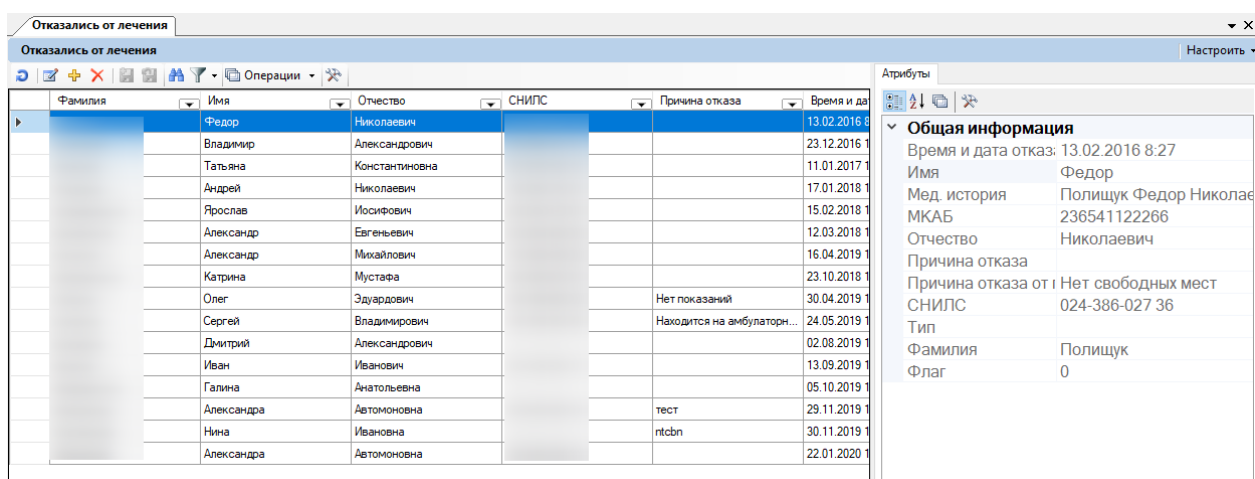 Отказались от лечения
Отказались от лечения
Настроить
Операции
Атрибуты
Фамилия Имя Отчество СНИЛС Причина отказа Время и да
Федор Николаевич 13.02.2016 8
Владимир Александрович 23.12.2016 1
Татьяна Константиновна 11.01.2017 1
Андрей Николаевич 17.01.2018 1
Ярослав Иосифович 15.02.2018 1
Александр Евгеньевич 12.03.2018 1
Александр Михайлович 16.04.2019 1
Катрина Мустафа 23.10.2018 1
Олег Эдуардович Нет показаний 30.04.2019 1
Сергей Владимирович Находится на амбулаторн... 24.05.2019 1
Дмитрий Александрович 02.08.2019 1
Иван Иванович 13.09.2019 1
Галина Анатольевна 05.10.2019 1
Александра Автомоновна тест 29.11.2019 1
Нина Ивановна ntcbn 30.11.2019 1
Александра Автомоновна 22.01.2020 1
Общая информация
Время и дата отказ 13.02.2016 8:27
Имя Федор
Мед. история Полищук Федор Николае
МКАБ 236541122266
Отчество Николаевич
Причина отказа
Причина отказа от Нет свободных мест
СНИЛС 024-386-027 36
Тип
Фамилия Полищук
Флаг 0